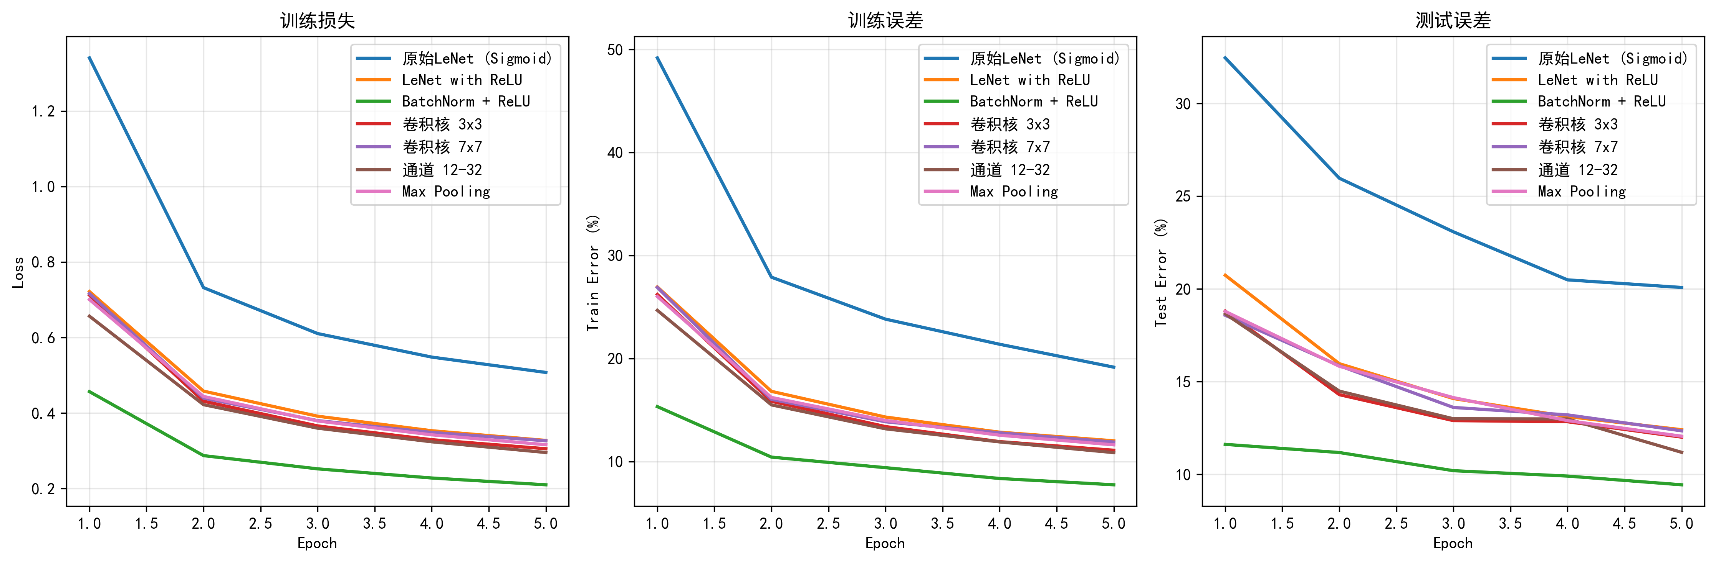 训练损失
Loss
1.2
1.0
0.8
0.6
0.4
0.2
1.0 1.5 2.0 2.5 3.0 3.5 4.0 4.5 5.0
Epoch
原始LeNet (Sigmoid)
LeNet with ReLU
BatchNorm + ReLU
卷积核 3x3
卷积核 7x7
通道 12-32
Max Pooling
训练误差
Train Error (%)
50
40
30
20
10
1.0 1.5 2.0 2.5 3.0 3.5 4.0 4.5 5.0
Epoch
原始LeNet (Sigmoid)
LeNet with ReLU
BatchNorm + ReLU
卷积核 3x3
卷积核 7x7
通道 12-32
Max Pooling
测试误差
Test Error (%)
30
25
20
15
10
1.0 1.5 2.0 2.5 3.0 3.5 4.0 4.5 5.0
Epoch
原始LeNet (Sigmoid)
LeNet with ReLU
BatchNorm + ReLU
卷积核 3x3
卷积核 7x7
通道 12-32
Max Pooling